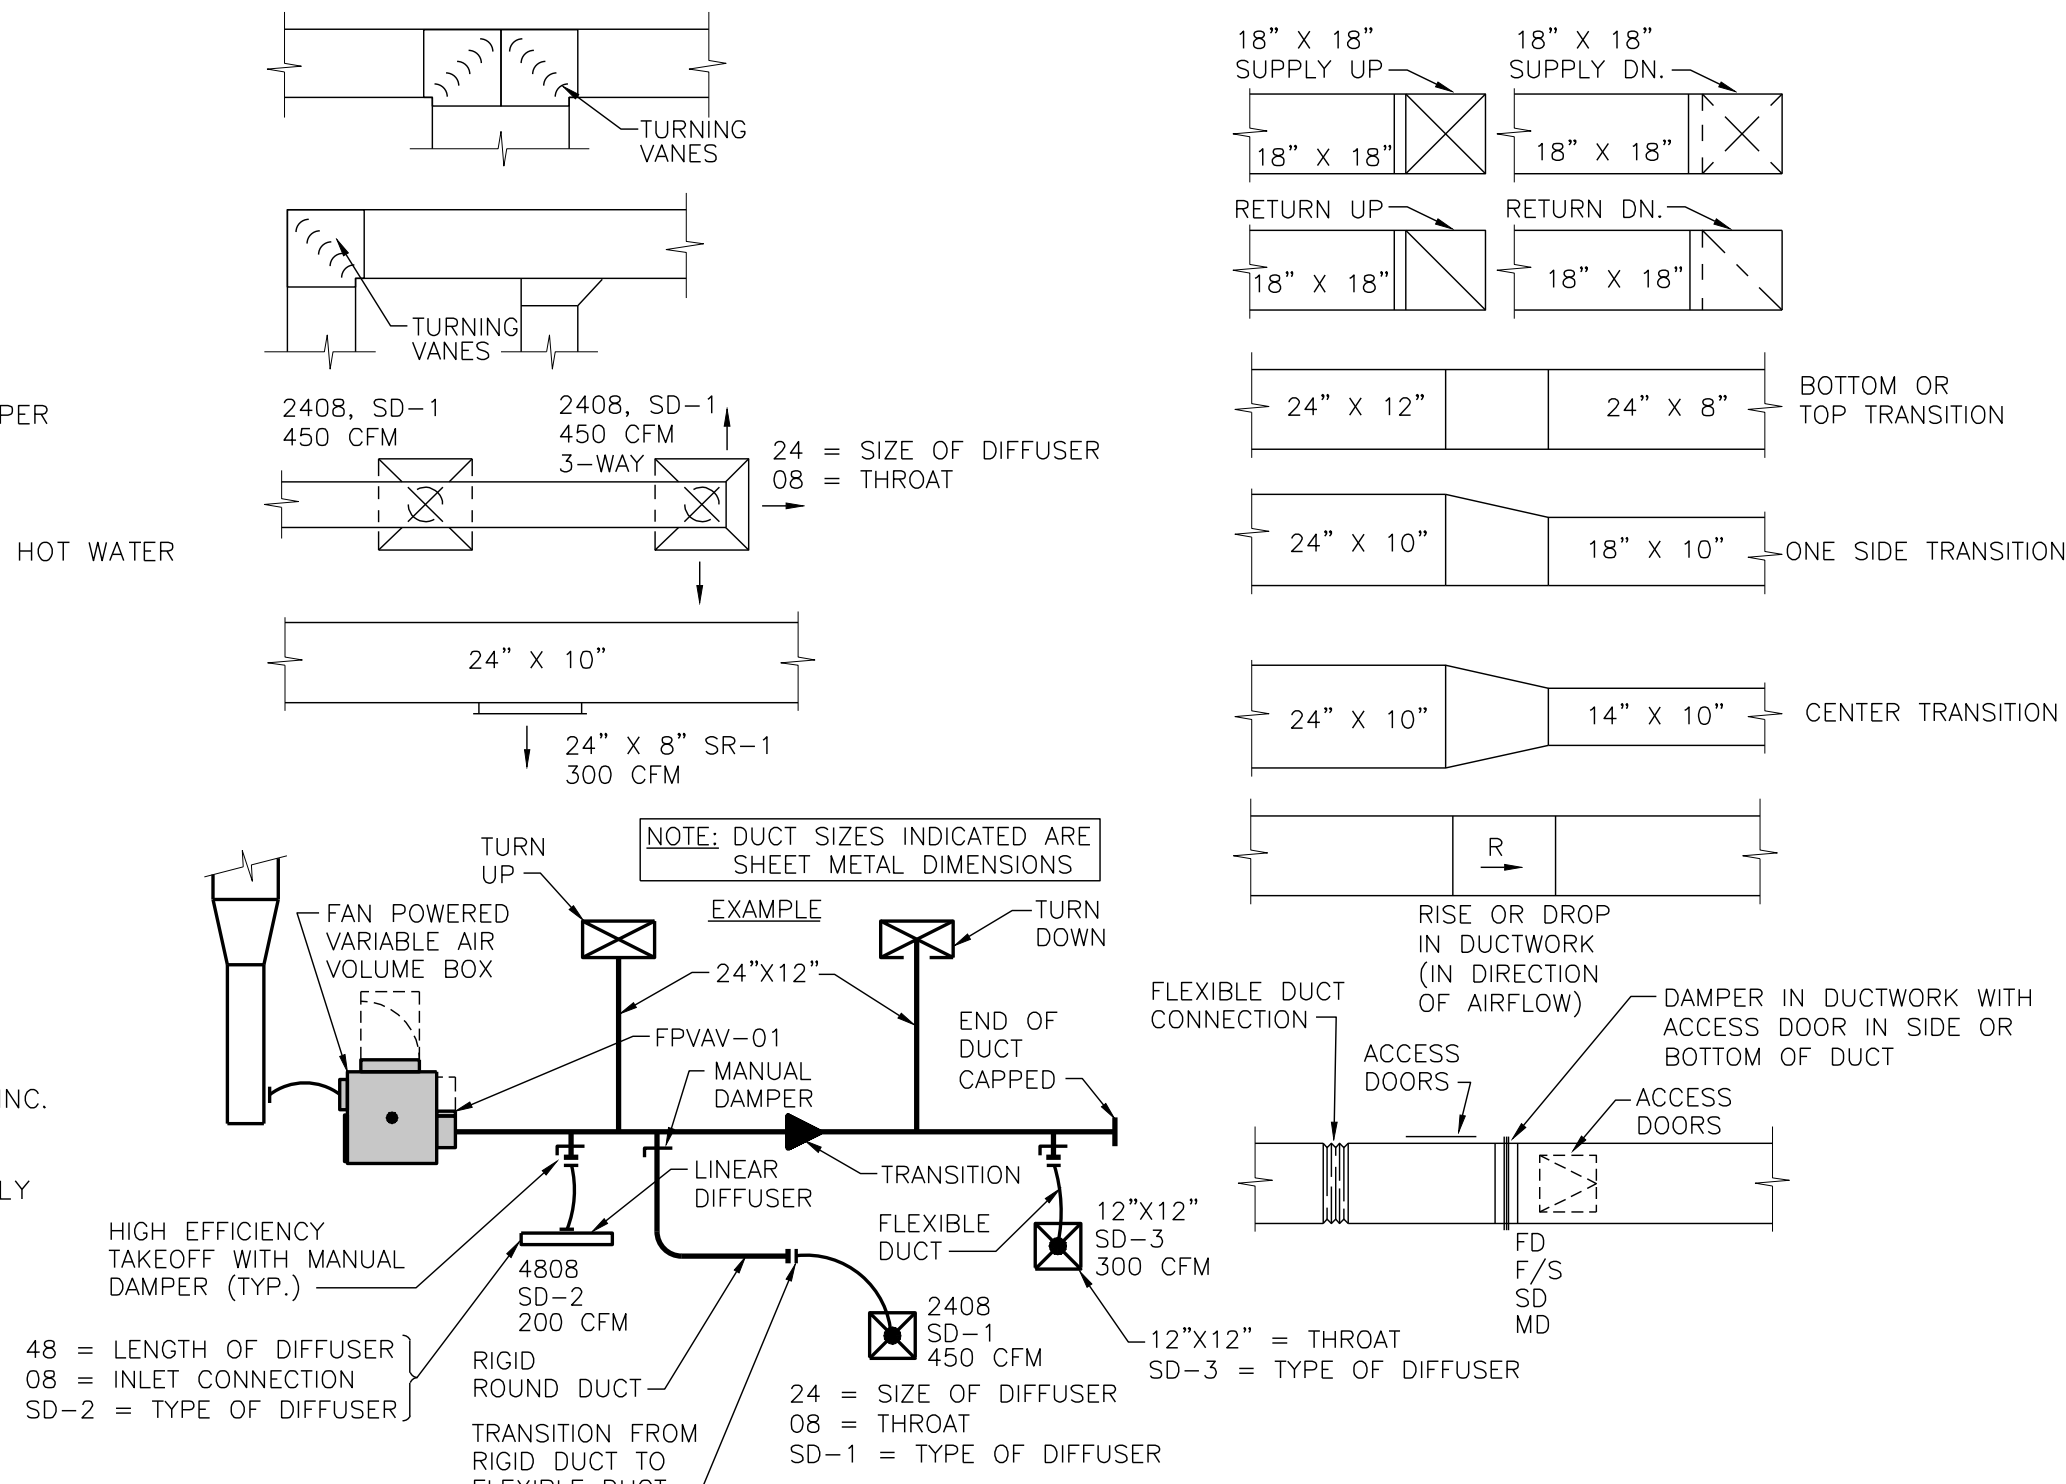 TURNING
VANES
TURNING
VANES
PER
HOT WATER
2408, SD-1
450 CFM
2408, SD-1
450 CFM
3-WAY
24 = SIZE OF DIFFUSER
08 = THROAT
24" X 10"
24" X 8" SR-1
300 CFM
18" X 18"
SUPPLY UP
18" X 18"
18" X 18"
SUPPLY DN.
18" X 18"
RETURN UP
18" X 18"
RETURN DN.
18" X 18"
24" X 12"
24" X 8"
BOTTOM OR
TOP TRANSITION
24" X 10"
18" X 10"
ONE SIDE TRANSITION
24" X 10"
14" X 10"
CENTER TRANSITION
R
RISE OR DROP
IN DUCTWORK
(IN DIRECTION
OF AIRFLOW)
NOTE: DUCT SIZES INDICATED ARE
SHEET METAL DIMENSIONS
EXAMPLE
TURN
UP
TURN
DOWN
FAN POWERED
VARIABLE AIR
VOLUME BOX
24"X12"
FPVAV-01
MANUAL
DAMPER
END OF
DUCT
CAPPED
INC.
LY
LINEAR
DIFFUSER
TRANSITION
HIGH EFFICIENCY
TAKEOFF WITH MANUAL
DAMPER (TYP.)
4808
SD-2
200 CFM
FLEXIBLE
DUCT
12"X12"
SD-3
300 CFM
2408
SD-1
450 CFM
48 = LENGTH OF DIFFUSER
08 = INLET CONNECTION
SD-2 = TYPE OF DIFFUSER
RIGID
ROUND DUCT
TRANSITION FROM
RIGID DUCT TO
FLEXIBLE DUCT
24 = SIZE OF DIFFUSER
08 = THROAT
SD-1 = TYPE OF DIFFUSER
12"X12" = THROAT
SD-3 = TYPE OF DIFFUSER
FLEXIBLE DUCT
CONNECTION
ACCESS
DOORS
DAMPER IN DUCTWORK WITH
ACCESS DOOR IN SIDE OR
BOTTOM OF DUCT
ACCESS
DOORS
FD
F/S
SD
MD